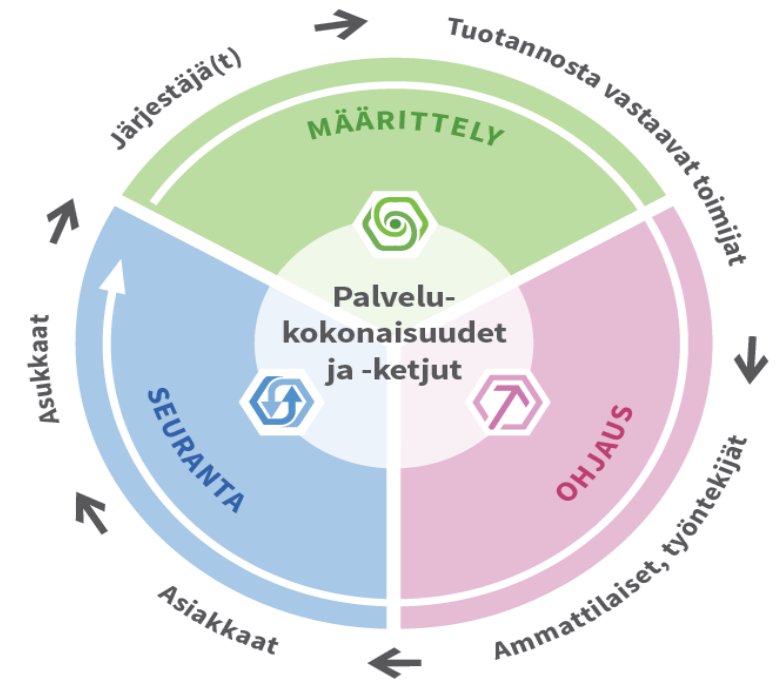 Järjestäjä(t)
Tuotannosta vastaavat toimijat
MÄÄRITTELY
Palvelu-
kokonaisuudet
ja -ketjut
Asukkaat
SEURANTA
OHJAUS
Ammattilaiset, työntekijät
Asiakkaat